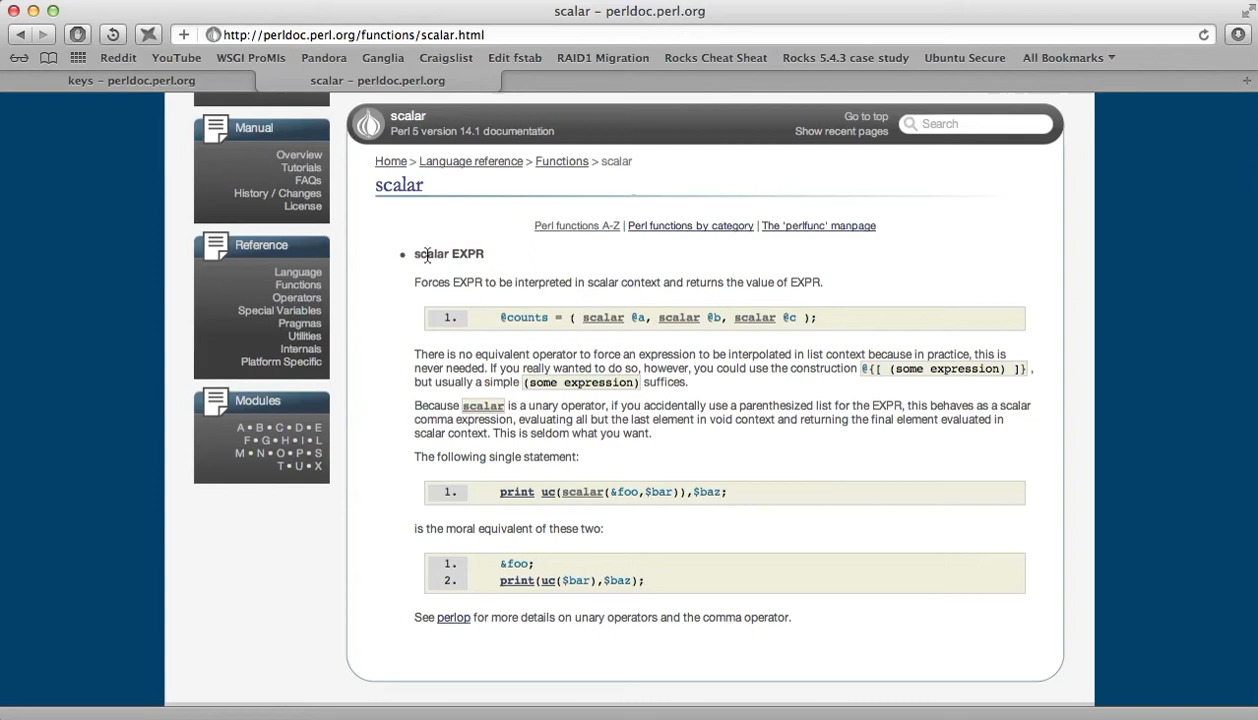 scalar – perldoc.perl.org
http://perldoc.perl.org/functions/scalar.html
Reddit YouTube WSGI ProMIs Pandora Ganglia Craigslist Edit fstab RAID1 Migration Rocks Cheat Sheat Rocks 5.4.3 case study Ubuntu Secure All Bookmarks
keys – perldoc.perl.org scalar – perldoc.perl.org
Manual
Overview
Tutorials
FAQs
History / Changes
License
Reference
Language
Functions
Operators
Special Variables
Pragmas
Utilities
Internals
Platform Specific
Modules
A • B • C • D • E
F • G • H • I • L
M • N • O • P • S
T • U • X
scalar
Perl 5 version 14.1 documentation
Go to top
Show recent pages
Search
Home > Language reference > Functions > scalar
scalar
Perl functions A-Z | Perl functions by category | The 'perlfunc' manpage
• scalar EXPR
Forces EXPR to be interpreted in scalar context and returns the value of EXPR.
1. @counts = ( scalar @a, scalar @b, scalar @c );
There is no equivalent operator to force an expression to be interpolated in list context because in practice, this is
never needed. If you really wanted to do so, however, you could use the construction @{[ (some expression) ]} ,
but usually a simple (some expression) suffices.
Because scalar is a unary operator, if you accidentally use a parenthesized list for the EXPR, this behaves as a scalar
comma expression, evaluating all but the last element in void context and returning the final element evaluated in
scalar context. This is seldom what you want.
The following single statement:
1. print uc(scalar(&foo,$bar)),$baz;
is the moral equivalent of these two:
1. &foo;
2. print(uc($bar),$baz);
See perlop for more details on unary operators and the comma operator.